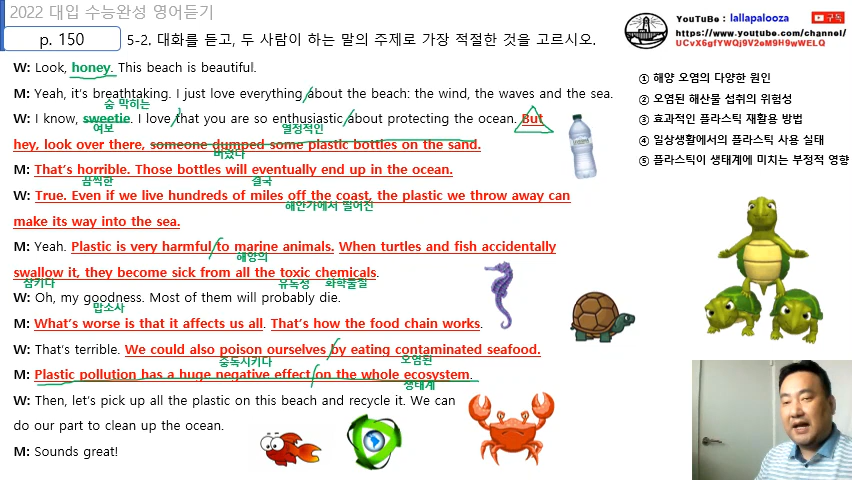 2022 대입 수능완성 영어듣기
p. 150
5-2. 대화를 듣고, 두 사람이 하는 말의 주제로 가장 적절한 것을 고르시오.
YouTuBe : lallapalooza
구독
https://www.youtube.com/channel/
UCvX6gfYWQj9V2eM9H9wWELQ
W: Look, honey. This beach is beautiful.
M: Yeah, it's breathtaking. I just love everything about the beach: the wind, the waves and the sea.
숨 막히는
W: I know, sweetie. I love that you are so enthusiastic about protecting the ocean. But
여보 열정적인
hey, look over there, someone dumped some plastic bottles on the sand.
버렸다
M: That's horrible. Those bottles will eventually end up in the ocean.
끔찍한 결국
W: True. Even if we live hundreds of miles off the coast, the plastic we throw away can
해안가에서 떨어진
make its way into the sea.
M: Yeah. Plastic is very harmful to marine animals. When turtles and fish accidentally
해양의
swallow it, they become sick from all the toxic chemicals.
삼키다 유독성 화학물질
W: Oh, my goodness. Most of them will probably die.
맙소사
M: What's worse is that it affects us all. That's how the food chain works.
W: That's terrible. We could also poison ourselves by eating contaminated seafood.
중독시키다 오염된
M: Plastic pollution has a huge negative effect on the whole ecosystem.
생태계
W: Then, let's pick up all the plastic on this beach and recycle it. We can
do our part to clean up the ocean.
M: Sounds great!
① 해양 오염의 다양한 원인
② 오염된 해산물 섭취의 위험성
③ 효과적인 플라스틱 재활용 방법
④ 일상생활에서의 플라스틱 사용 실태
⑤ 플라스틱이 생태계에 미치는 부정적 영향